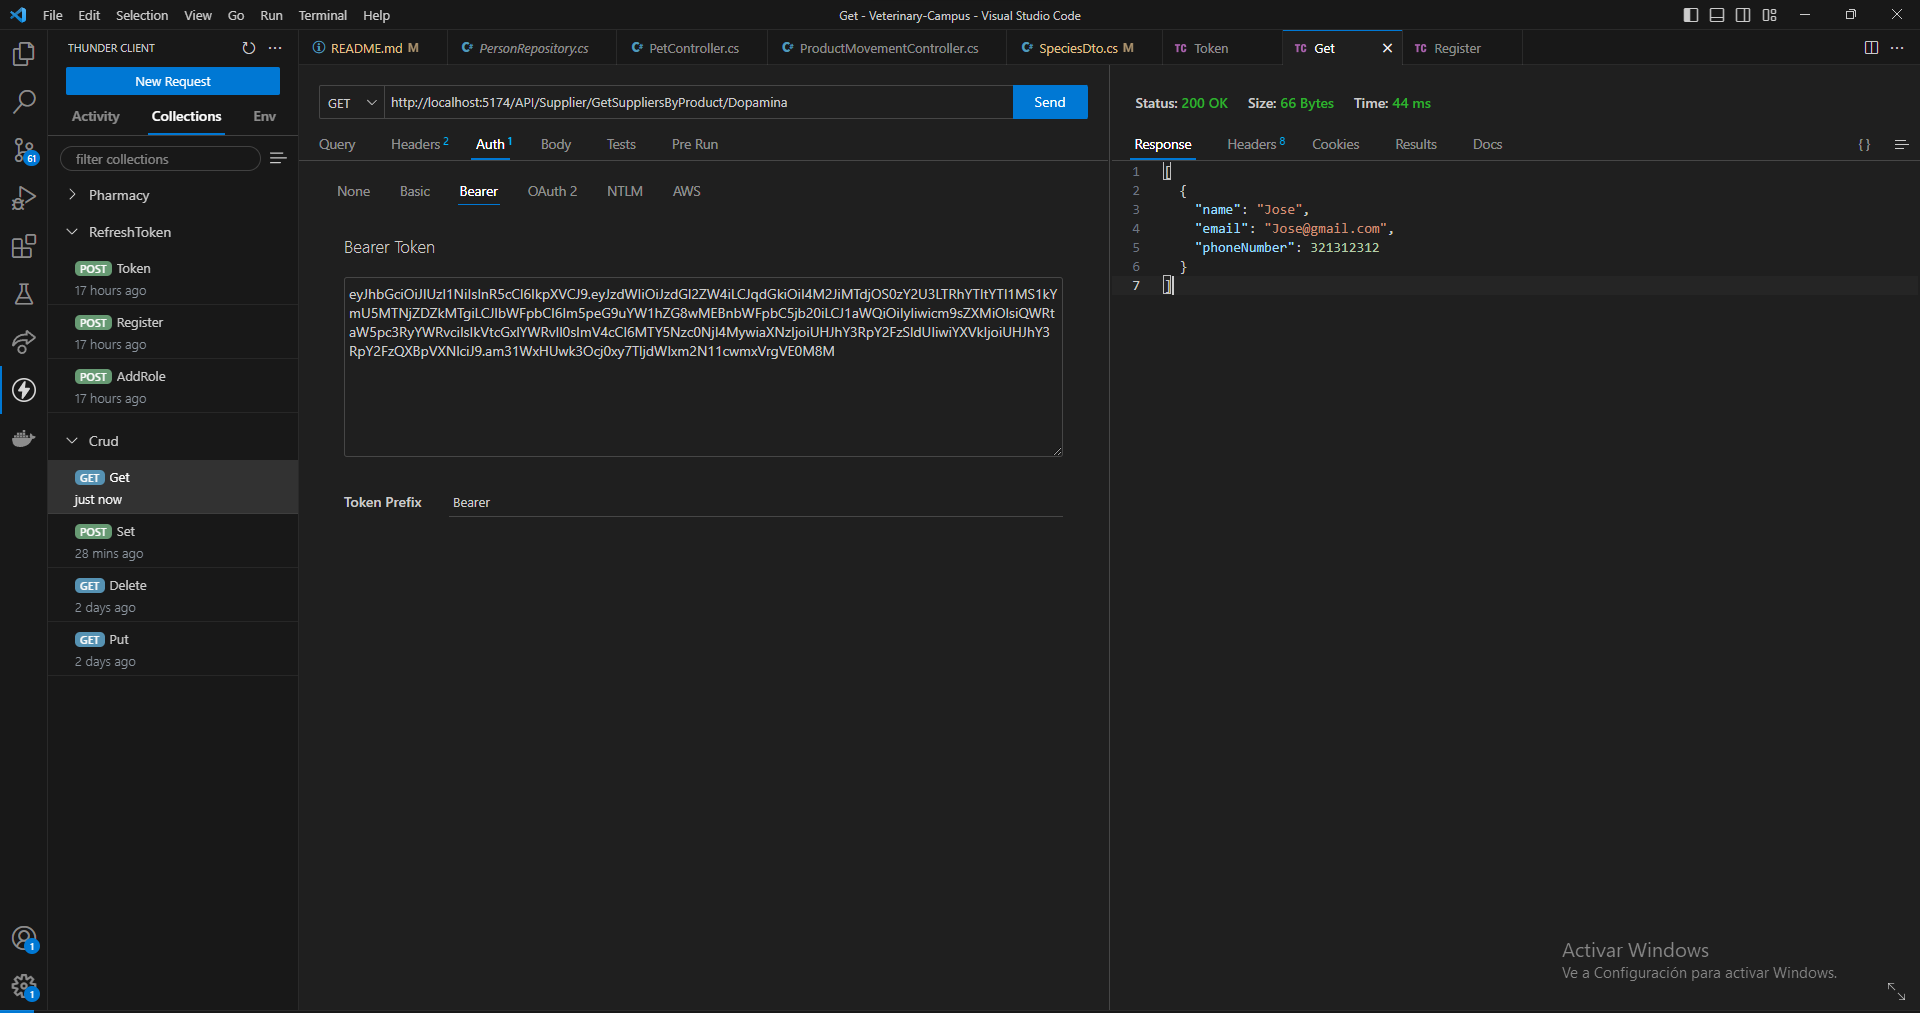 File Edit Selection View Go Run Terminal Help
Get - Veterinary-Campus - Visual Studio Code
THUNDER CLIENT
README.md M
PersonRepository.cs
PetController.cs
ProductMovementController.cs
SpeciesDto.cs M
TC Token
TC Get
TC Register
New Request
Activity Collections Env
filter collections
Pharmacy
RefreshToken
POST Token
17 hours ago
POST Register
17 hours ago
POST AddRole
17 hours ago
Crud
GET Get
just now
POST Set
28 mins ago
GET Delete
2 days ago
GET Put
2 days ago
61
1
1
GET http://localhost:5174/API/Supplier/GetSuppliersByProduct/Dopamina Send
Query Headers 2 Auth 1 Body Tests Pre Run
None Basic Bearer OAuth 2 NTLM AWS
Bearer Token
Token Prefix Bearer
Status: 200 OK Size: 66 Bytes Time: 44 ms
Response Headers 8 Cookies Results Docs {}
1 [
2 {
3 "name": "Jose",
4 "email": "Jose@gmail.com",
5 "phoneNumber": 321312312
6 }
7 ]
Activar Windows
Ve a Configuración para activar Windows.